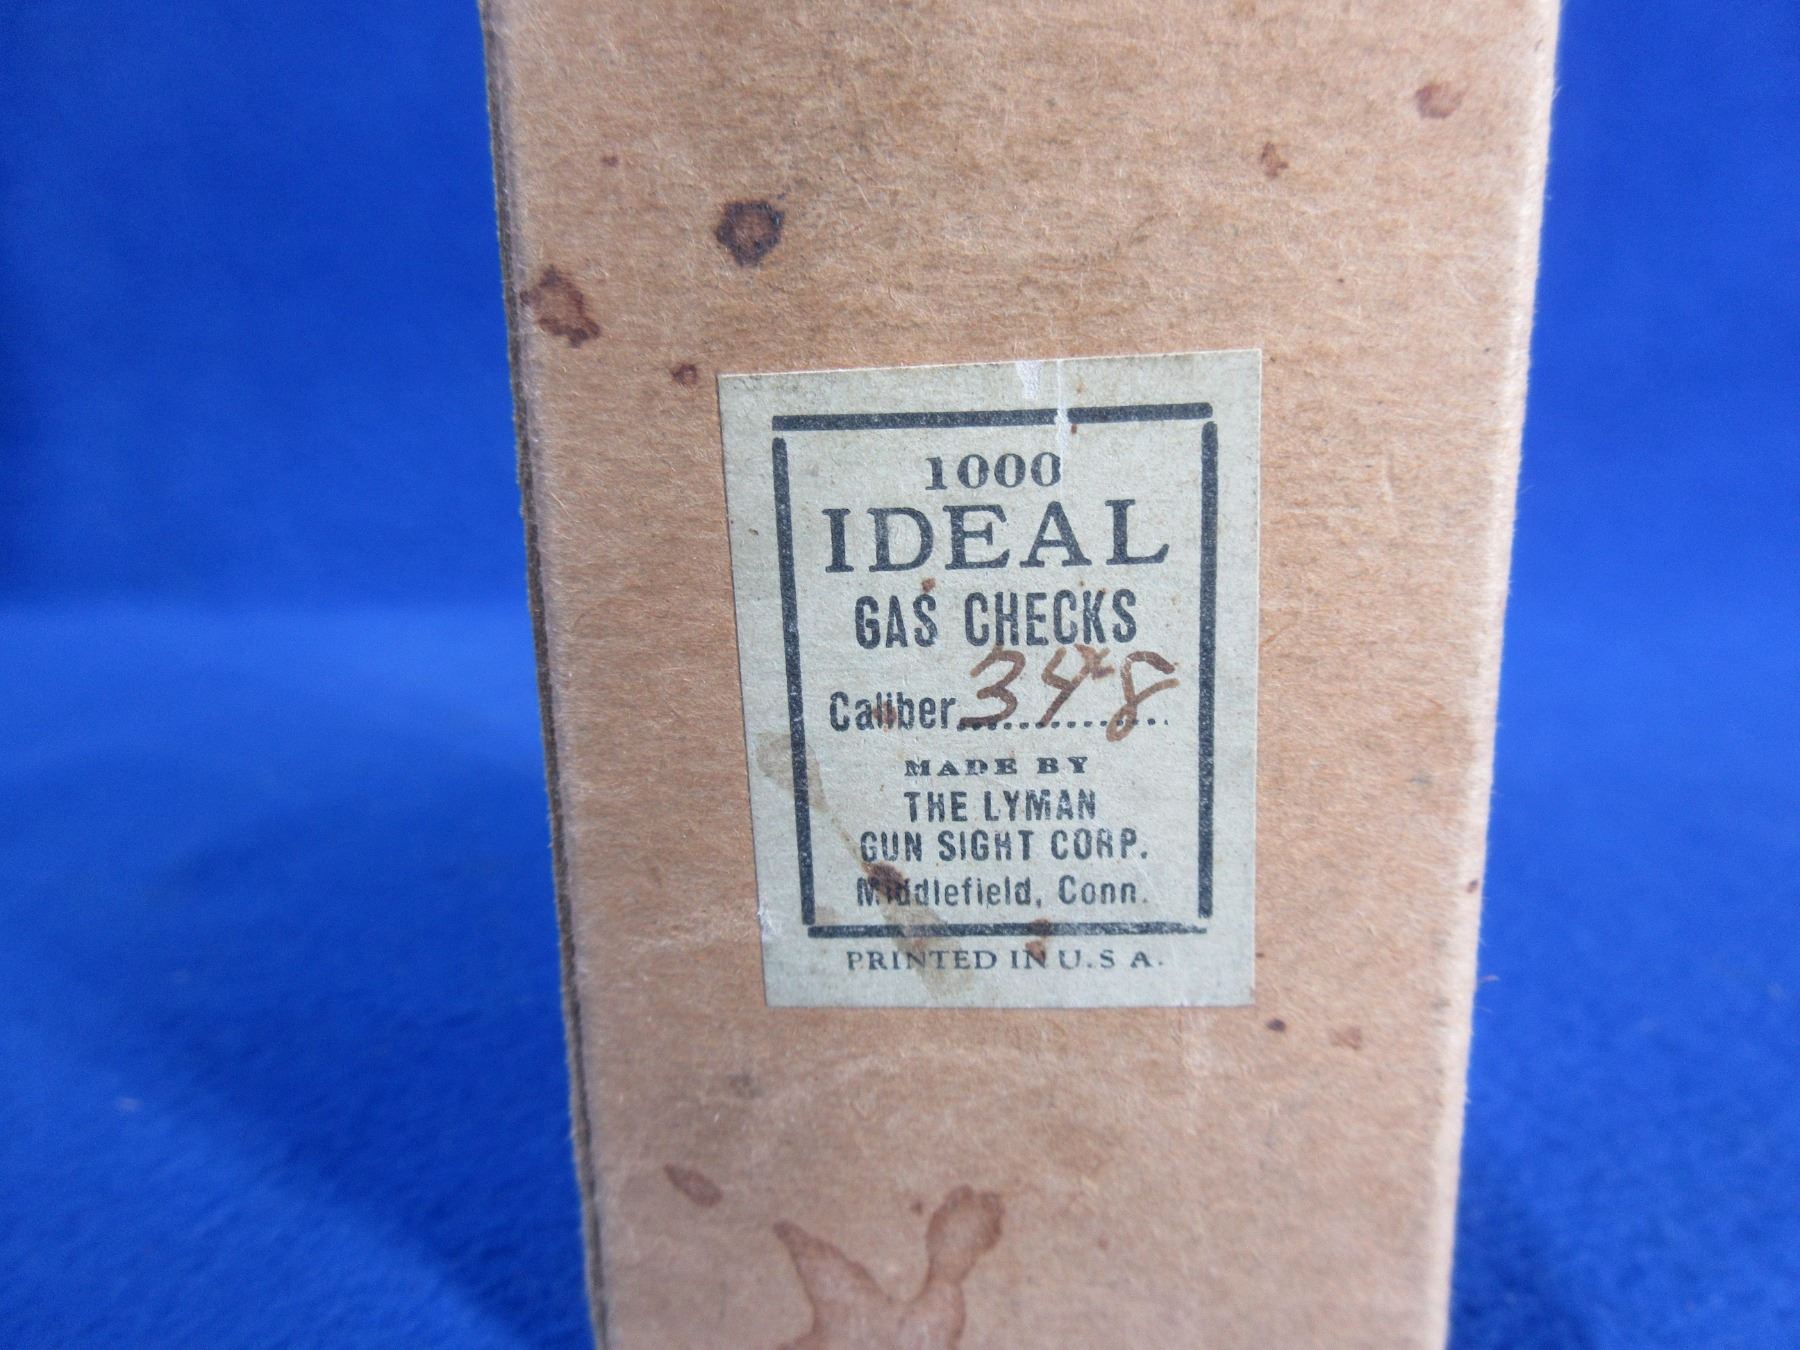 1000
IDEAL
GAS CHECKS
Caliber 348
MADE BY
THE LYMAN
GUN SIGHT CORP.
Middlefield, Conn.
PRINTED IN U.S A.